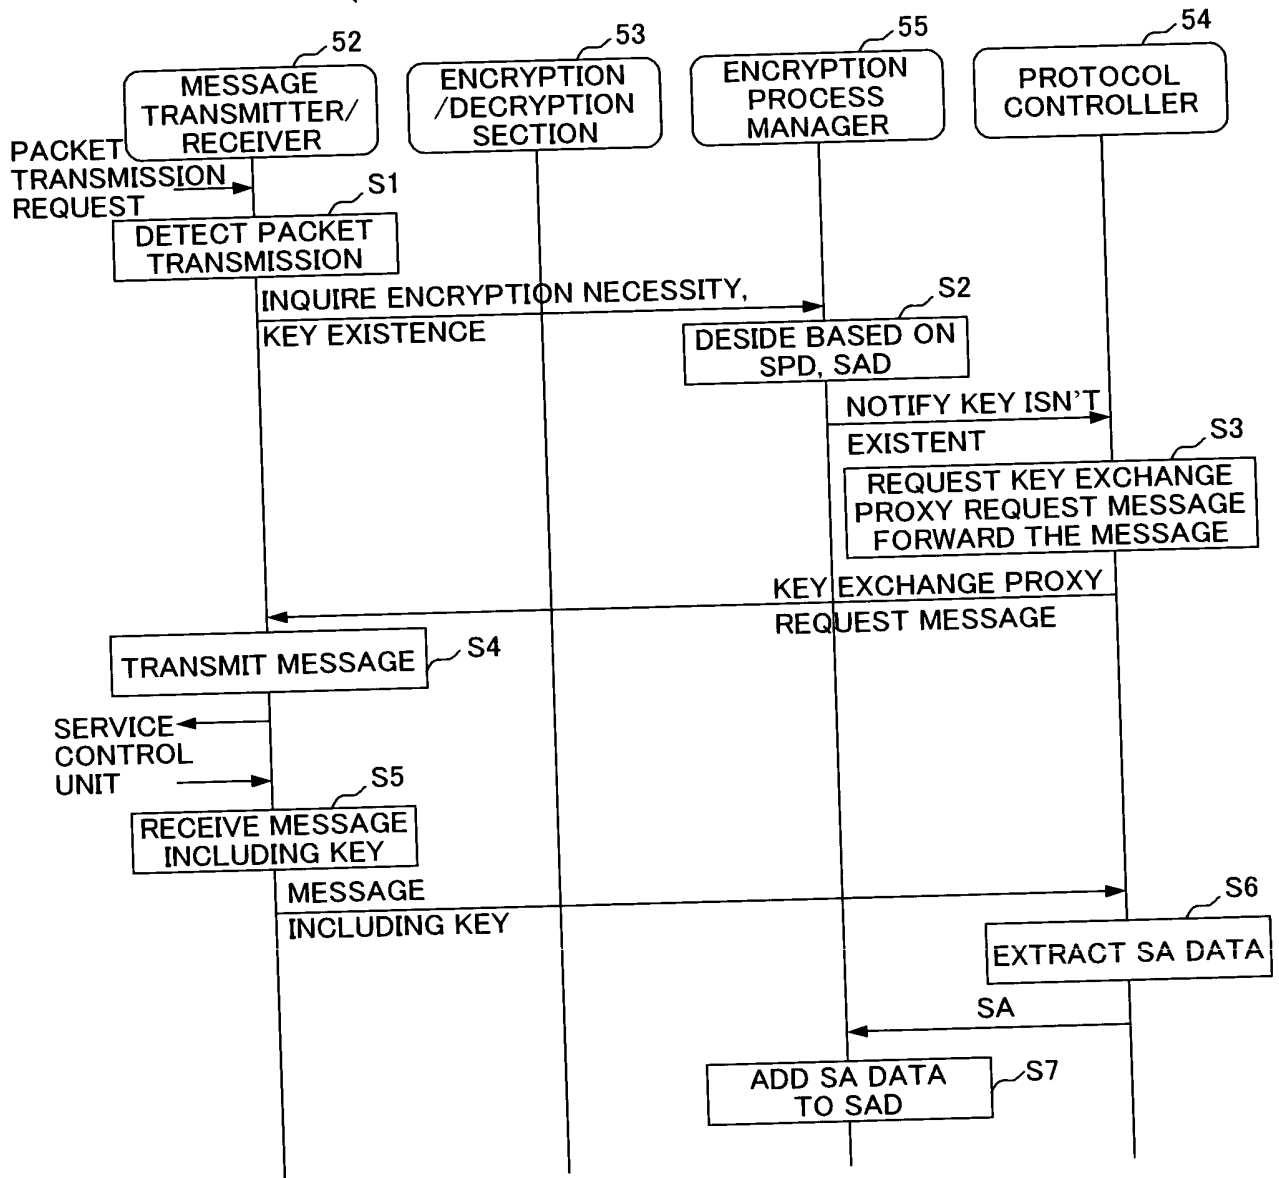 52
53
55
54
MESSAGE
TRANSMITTER/
RECEIVER
ENCRYPTION
/DECRYPTION
SECTION
ENCRYPTION
PROCESS
MANAGER
PROTOCOL
CONTROLLER
PACKET
TRANSMISSION
REQUEST
S1
DETECT PACKET
TRANSMISSION
INQUIRE ENCRYPTION NECESSITY,
KEY EXISTENCE
S2
DESIDE BASED ON
SPD, SAD
NOTIFY KEY ISN'T
EXISTENT
S3
REQUEST KEY EXCHANGE
PROXY REQUEST MESSAGE
FORWARD THE MESSAGE
KEY EXCHANGE PROXY
REQUEST MESSAGE
TRANSMIT MESSAGE
S4
SERVICE
CONTROL
UNIT
S5
RECEIVE MESSAGE
INCLUDING KEY
MESSAGE
INCLUDING KEY
S6
EXTRACT SA DATA
SA
ADD SA DATA
TO SAD
S7